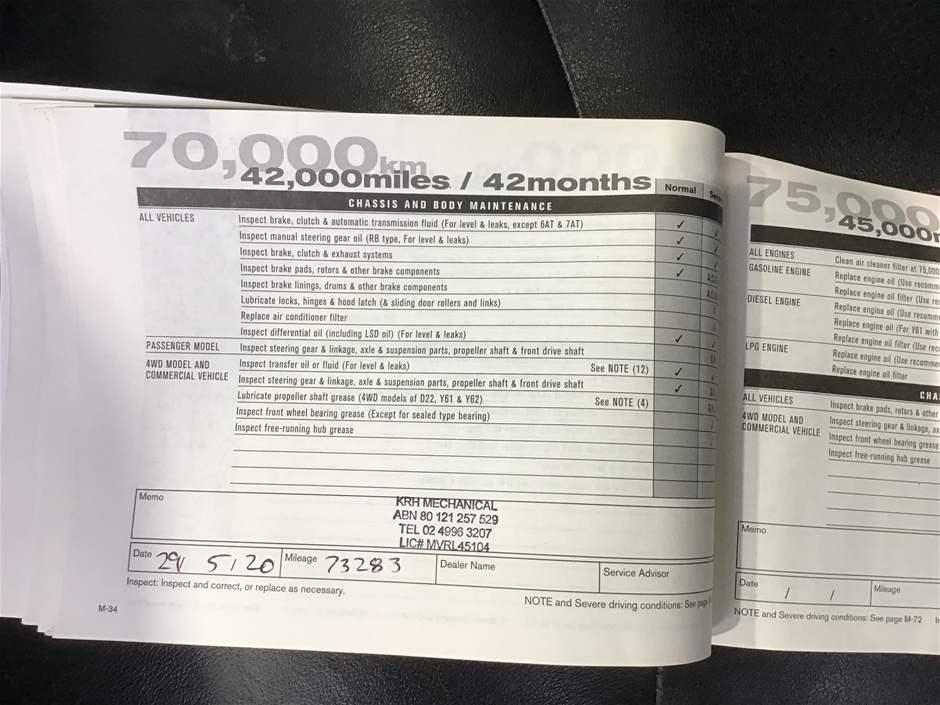 70,000km
42,000miles / 42months
Normal
CHASSIS AND BODY MAINTENANCE
ALL VEHICLES
Inspect brake, clutch & automatic transmission fluid (For level & leaks, except 6AT & 7AT) ✓
Inspect manual steering gear oil (RB type, For level & leaks) ✓
Inspect brake, clutch & exhaust systems ✓
Inspect brake pads, rotors & other brake components ✓
Inspect brake linings, drums & other brake components
Lubricate locks, hinges & hood latch (& sliding door rollers and links)
Replace air conditioner filter
Inspect differential oil (including LSD oil) (For level & leaks) ✓
PASSENGER MODEL
Inspect steering gear & linkage, axle & suspension parts, propeller shaft & front drive shaft
4WD MODEL AND
COMMERCIAL VEHICLE
Inspect transfer oil or fluid (For level & leaks) See NOTE (12) ✓
Inspect steering gear & linkage, axle & suspension parts, propeller shaft & front drive shaft ✓
Lubricate propeller shaft grease (4WD models of D22, Y61 & Y62) See NOTE (4)
Inspect front wheel bearing grease (Except for sealed type bearing)
Inspect free-running hub grease
Memo
KRH MECHANICAL
ABN 80 121 257 529
TEL 02 4996 3207
LIC# MVRL45104
Date 29 5/20
Mileage 73283
Dealer Name
Service Advisor
Inspect: Inspect and correct, or replace as necessary.
NOTE and Severe driving conditions: See page
M-34
75,000
45,000
ALL ENGINES
Clean air cleaner filter at 75,000
GASOLINE ENGINE
Replace engine oil (Use
Replace engine oil filter (Use
DIESEL ENGINE
Replace engine oil (Use
Replace engine oil (For Y61 with
Replace engine oil filter (Use
LPG ENGINE
Replace engine oil (Use
Replace engine oil filter
ALL VEHICLES
Inspect brake pads, rotors & other
4WD MODEL AND
COMMERCIAL VEHICLE
Inspect steering gear & linkage,
Inspect front wheel bearing grease
Inspect free-running hub grease
Memo
Date / /
Mileage
NOTE and Severe driving conditions: See page M-72